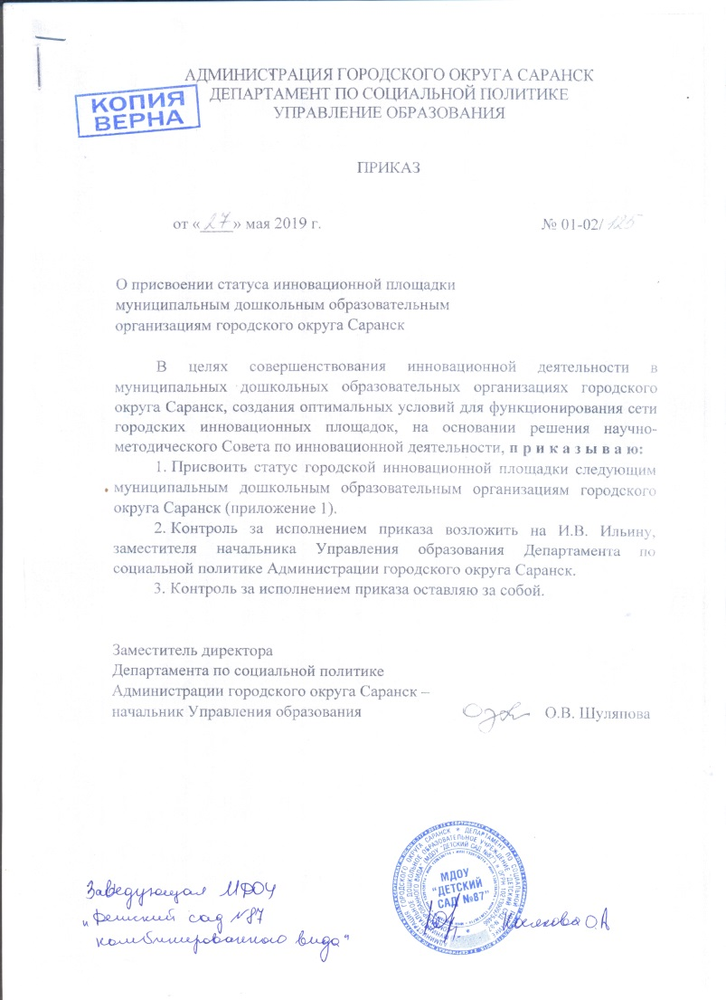 АДМИНИСТРАЦИЯ ГОРОДСКОГО ОКРУГА САРАНСК
ДЕПАРТАМЕНТ ПО СОЦИАЛЬНОЙ ПОЛИТИКЕ
УПРАВЛЕНИЕ ОБРАЗОВАНИЯ
КОПИЯ
ВЕРНА
ПРИКАЗ
от «27» мая 2019 г. № 01-02/125
О присвоении статуса инновационной площадки
муниципальным дошкольным образовательным
организациям городского округа Саранск
В целях совершенствования инновационной деятельности в
муниципальных дошкольных образовательных организациях городского
округа Саранск, создания оптимальных условий для функционирования сети
городских инновационных площадок, на основании решения научно-
методического Совета по инновационной деятельности, п р и к а з ы в а ю:
1. Присвоить статус городской инновационной площадки следующим
муниципальным дошкольным образовательным организациям городского
округа Саранск (приложение 1).
2. Контроль за исполнением приказа возложить на И.В. Ильину,
заместителя начальника Управления образования Департамента по
социальной политике Администрации городского округа Саранск.
3. Контроль за исполнением приказа оставляю за собой.
Заместитель директора
Департамента по социальной политике
Администрации городского округа Саранск –
начальник Управления образования О.В. Шуляпова
МДОУ
"ДЕТСКИЙ
САД №87"
Заведующая МДОУ
„Детский сад №87
комбинированного вида"